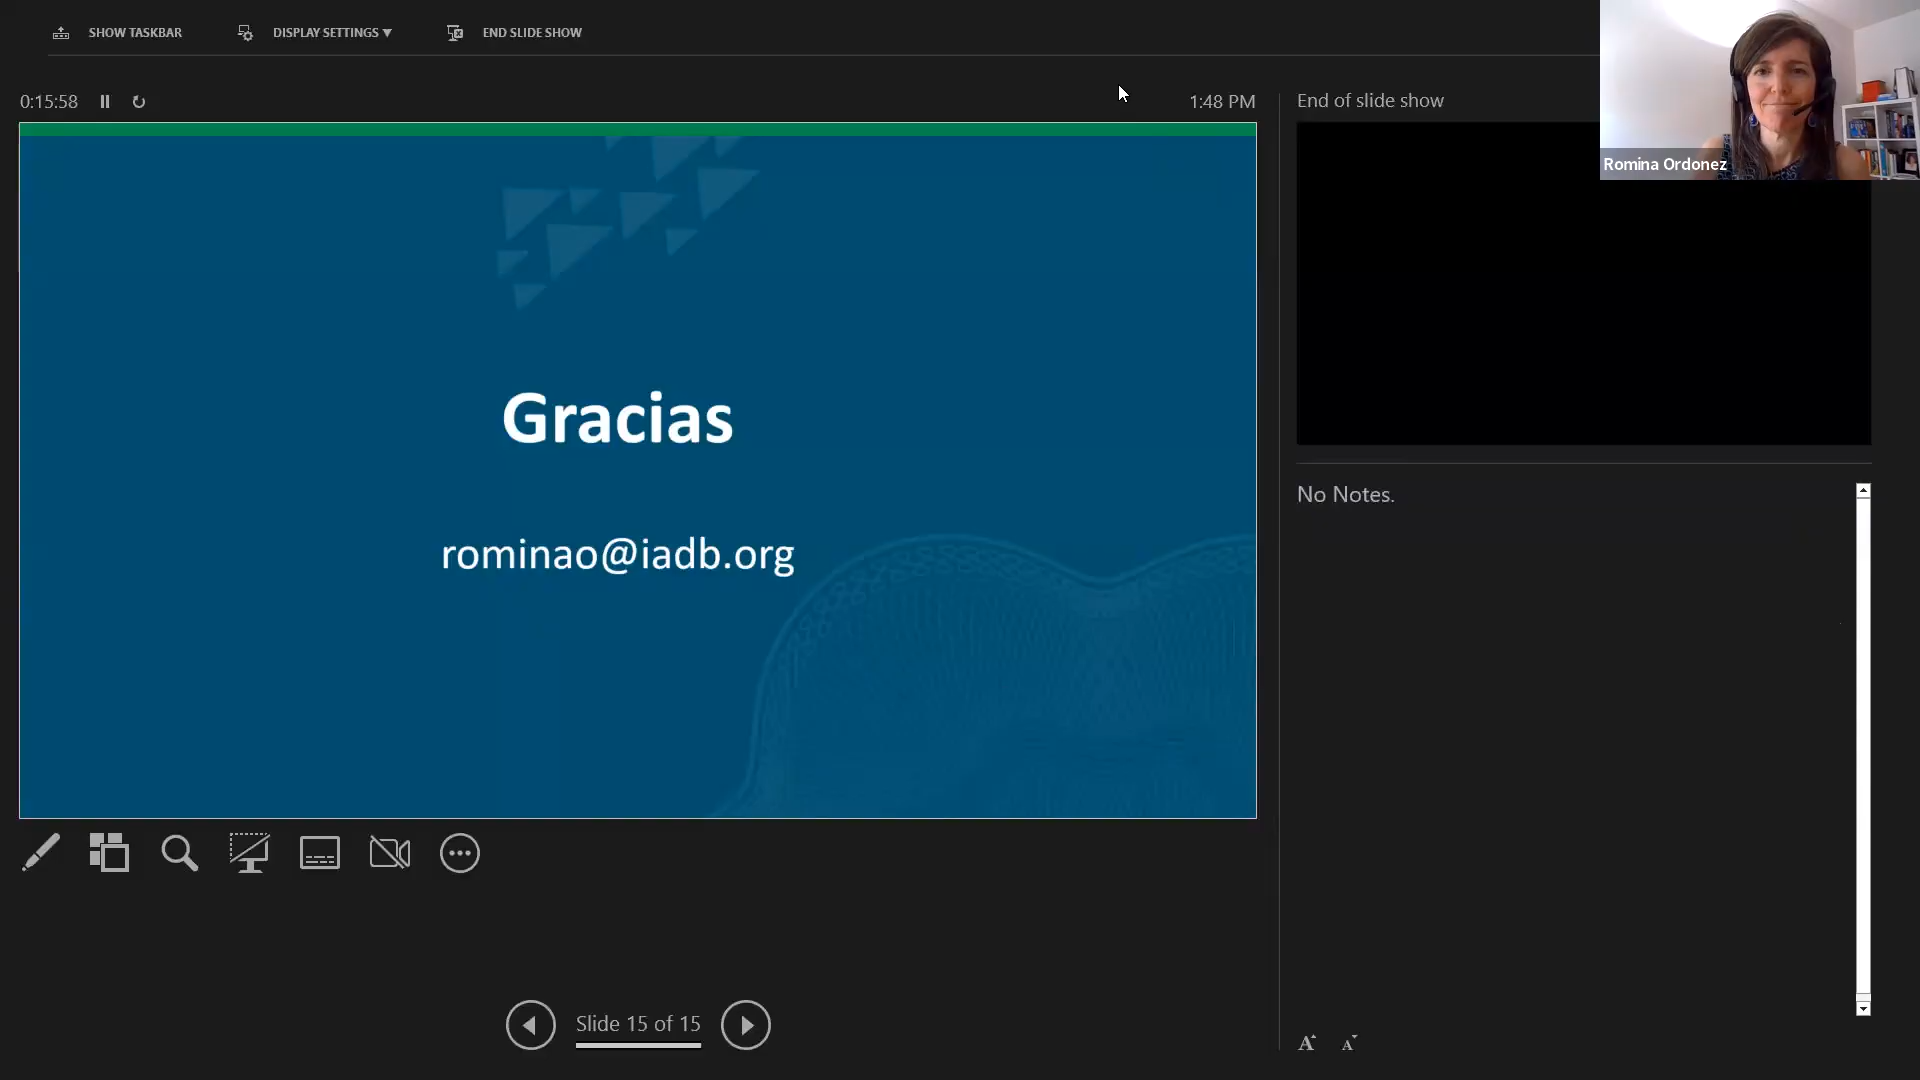 SHOW TASKBAR
DISPLAY SETTINGS ▼
END SLIDE SHOW
0:15:58
1:48 PM
End of slide show
Romina Ordonez
Gracias
rominao@iadb.org
No Notes.
Slide 15 of 15
A A